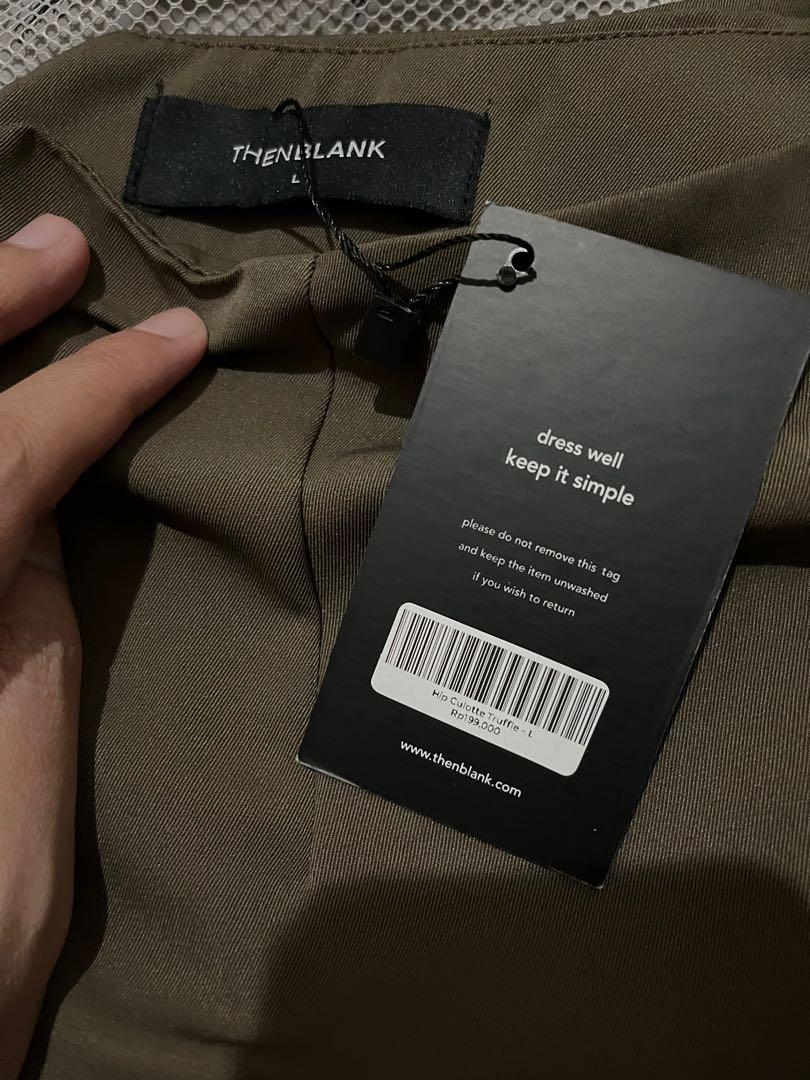 THENBLANK
L
dress well
keep it simple
please do not remove this tag
and keep the item unwashed
if you wish to return
Hip Culotte Truffle - L
Rp199,000
www.thenblank.com